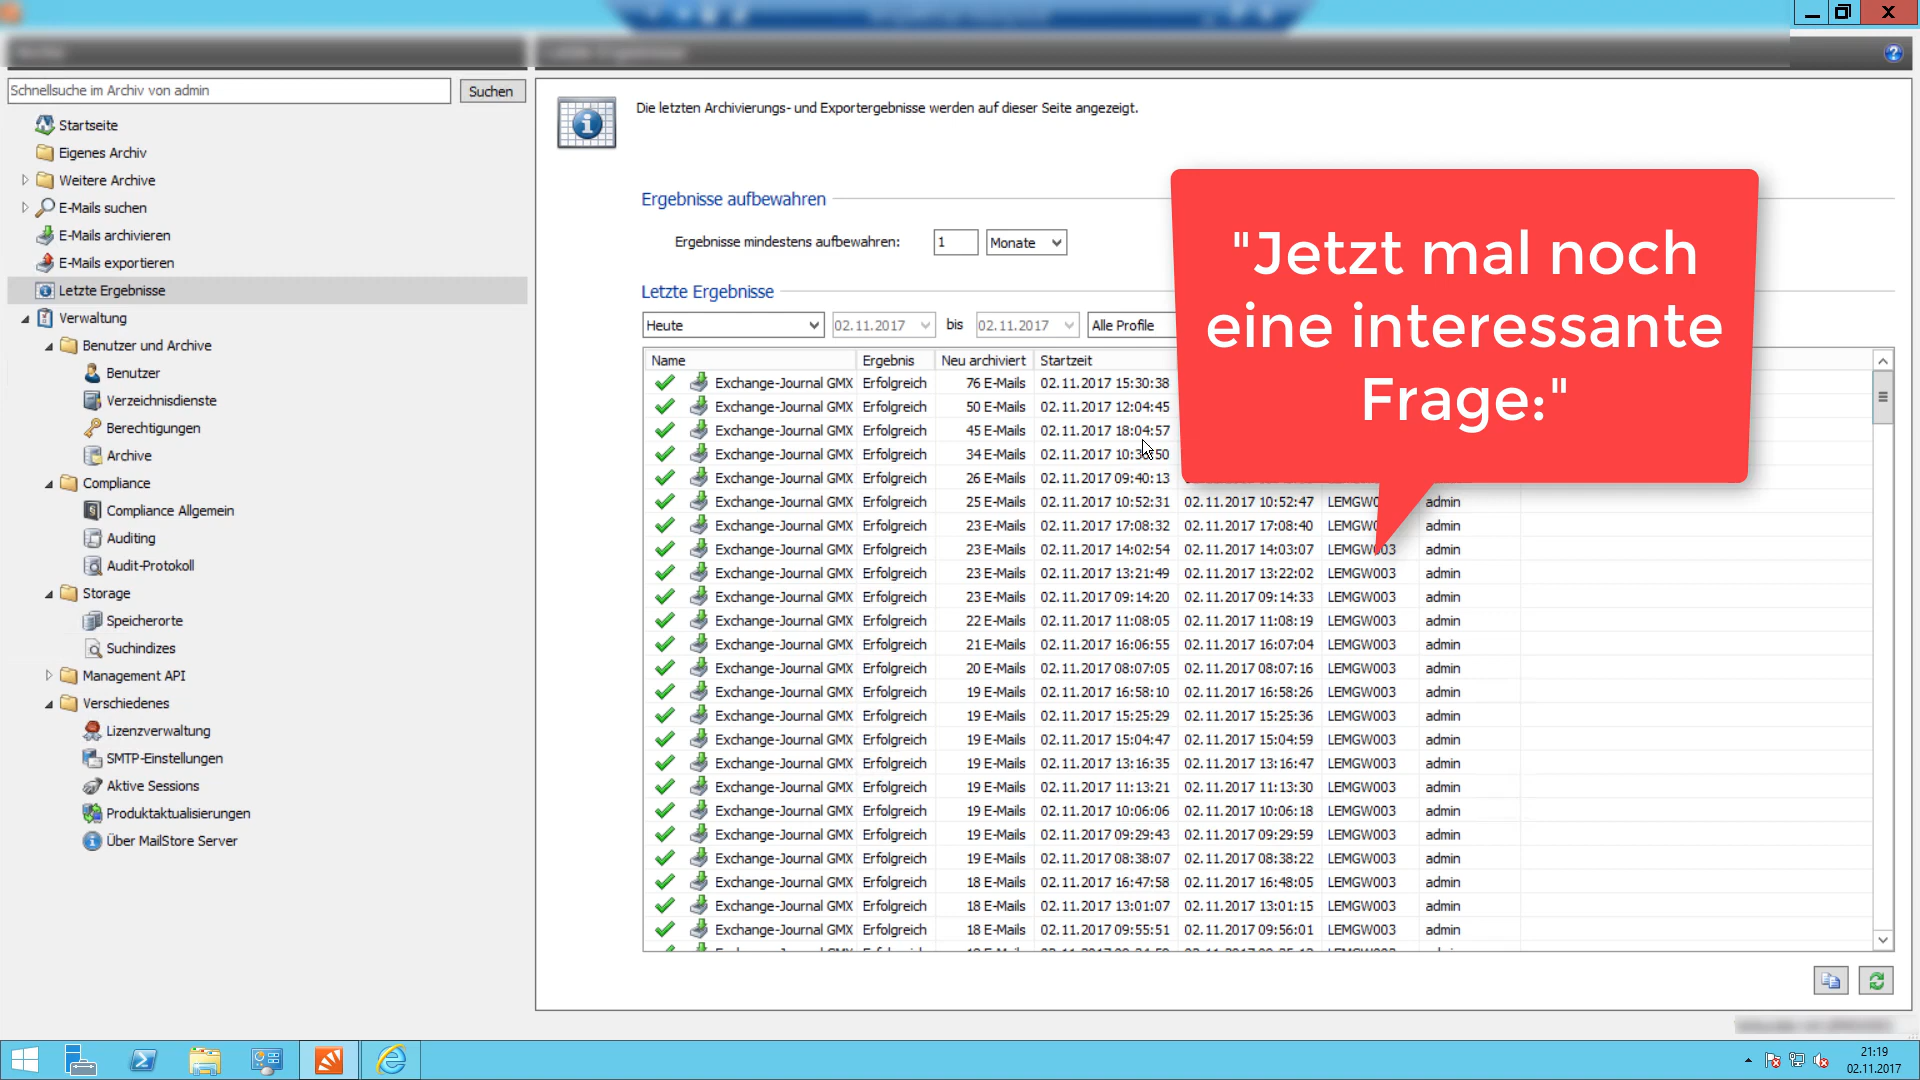 Schnellsuche im Archiv von admin
Suchen
Startseite
Eigenes Archiv
Weitere Archive
E-Mails suchen
E-Mails archivieren
E-Mails exportieren
Letzte Ergebnisse
Verwaltung
Benutzer und Archive
Benutzer
Verzeichnisdienste
Berechtigungen
Archive
Compliance
Compliance Allgemein
Auditing
Audit-Protokoll
Storage
Speicherorte
Suchindizes
Management API
Verschiedenes
Lizenzverwaltung
SMTP-Einstellungen
Aktive Sessions
Produktaktualisierungen
Über MailStore Server
Die letzten Archivierungs- und Exportergebnisse werden auf dieser Seite angezeigt.
Ergebnisse aufbewahren
Ergebnisse mindestens aufbewahren: 1 Monate
Letzte Ergebnisse
Heute 02.11.2017 bis 02.11.2017 Alle Profile
"Jetzt mal noch
eine interessante
Frage:"
Name Ergebnis Neu archiviert Startzeit
Exchange-Journal GMX Erfolgreich 76 E-Mails 02.11.2017 15:30:38
Exchange-Journal GMX Erfolgreich 50 E-Mails 02.11.2017 12:04:45
Exchange-Journal GMX Erfolgreich 45 E-Mails 02.11.2017 18:04:57
Exchange-Journal GMX Erfolgreich 34 E-Mails 02.11.2017
Exchange-Journal GMX Erfolgreich 26 E-Mails 02.11.2017 09:40:13
Exchange-Journal GMX Erfolgreich 25 E-Mails 02.11.2017 10:52:31 02.11.2017 10:52:47 admin
Exchange-Journal GMX Erfolgreich 23 E-Mails 02.11.2017 17:08:32 02.11.2017 17:08:40 admin
Exchange-Journal GMX Erfolgreich 23 E-Mails 02.11.2017 14:02:54 02.11.2017 14:03:07 LEMGW003 admin
Exchange-Journal GMX Erfolgreich 23 E-Mails 02.11.2017 13:21:49 02.11.2017 13:22:02 LEMGW003 admin
Exchange-Journal GMX Erfolgreich 23 E-Mails 02.11.2017 09:14:20 02.11.2017 09:14:33 LEMGW003 admin
Exchange-Journal GMX Erfolgreich 22 E-Mails 02.11.2017 11:08:05 02.11.2017 11:08:19 LEMGW003 admin
Exchange-Journal GMX Erfolgreich 21 E-Mails 02.11.2017 16:06:55 02.11.2017 16:07:04 LEMGW003 admin
Exchange-Journal GMX Erfolgreich 20 E-Mails 02.11.2017 08:07:05 02.11.2017 08:07:16 LEMGW003 admin
Exchange-Journal GMX Erfolgreich 19 E-Mails 02.11.2017 16:58:10 02.11.2017 16:58:26 LEMGW003 admin
Exchange-Journal GMX Erfolgreich 19 E-Mails 02.11.2017 15:25:29 02.11.2017 15:25:36 LEMGW003 admin
Exchange-Journal GMX Erfolgreich 19 E-Mails 02.11.2017 15:04:47 02.11.2017 15:04:59 LEMGW003 admin
Exchange-Journal GMX Erfolgreich 19 E-Mails 02.11.2017 13:16:35 02.11.2017 13:16:47 LEMGW003 admin
Exchange-Journal GMX Erfolgreich 19 E-Mails 02.11.2017 11:13:21 02.11.2017 11:13:30 LEMGW003 admin
Exchange-Journal GMX Erfolgreich 19 E-Mails 02.11.2017 10:06:06 02.11.2017 10:06:18 LEMGW003 admin
Exchange-Journal GMX Erfolgreich 19 E-Mails 02.11.2017 09:29:43 02.11.2017 09:29:59 LEMGW003 admin
Exchange-Journal GMX Erfolgreich 19 E-Mails 02.11.2017 08:38:07 02.11.2017 08:38:22 LEMGW003 admin
Exchange-Journal GMX Erfolgreich 18 E-Mails 02.11.2017 16:47:58 02.11.2017 16:48:05 LEMGW003 admin
Exchange-Journal GMX Erfolgreich 18 E-Mails 02.11.2017 13:01:07 02.11.2017 13:01:15 LEMGW003 admin
Exchange-Journal GMX Erfolgreich 18 E-Mails 02.11.2017 09:55:51 02.11.2017 09:56:01 LEMGW003 admin
21:19
02.11.2017